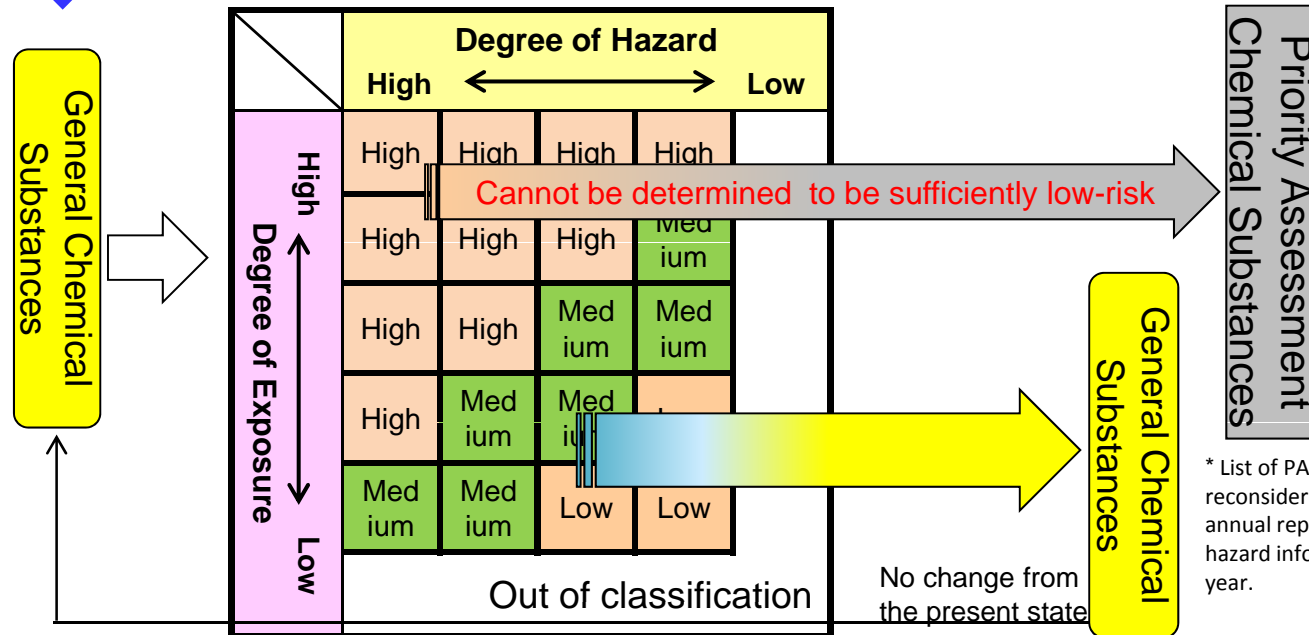 General Chemical
Substances
Degree of Hazard
High
Low
Degree of Exposure
High
Low
High High High High
High High High Med
ium
High High Med
ium Med
ium
High Med
ium Med
ium
Med
ium Med
ium Low Low
Out of classification
Cannot be determined to be sufficiently low-risk
Priority Assessment
Chemical Substances
General Chemical
Substances
No change from
the present state
* List of PA
reconsider
annual rep
hazard info
year.